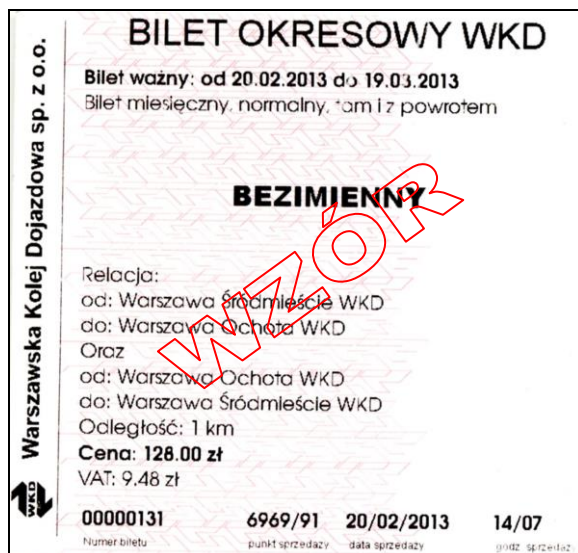 BILET OKRESOWY WKD
Bilet ważny: od 20.02.2013 do 19.03.2013
Bilet miesięczny, normalny, tam i z powrotem
BEZIMIENNY
WZÓR
Relacja:
od: Warszawa Śródmieście WKD
do: Warszawa Ochota WKD
Oraz
od: Warszawa Ochota WKD
do: Warszawa Śródmieście WKD
Odległość: 1 km
Cena: 128.00 zł
VAT: 9.48 zł
00000131 6969/91 20/02/2013 14/07
Numer biletu punkt sprzedaży data sprzedaży godz. sprzedaży
Warszawska Kolej Dojazdowa sp. z o.o.
WKD